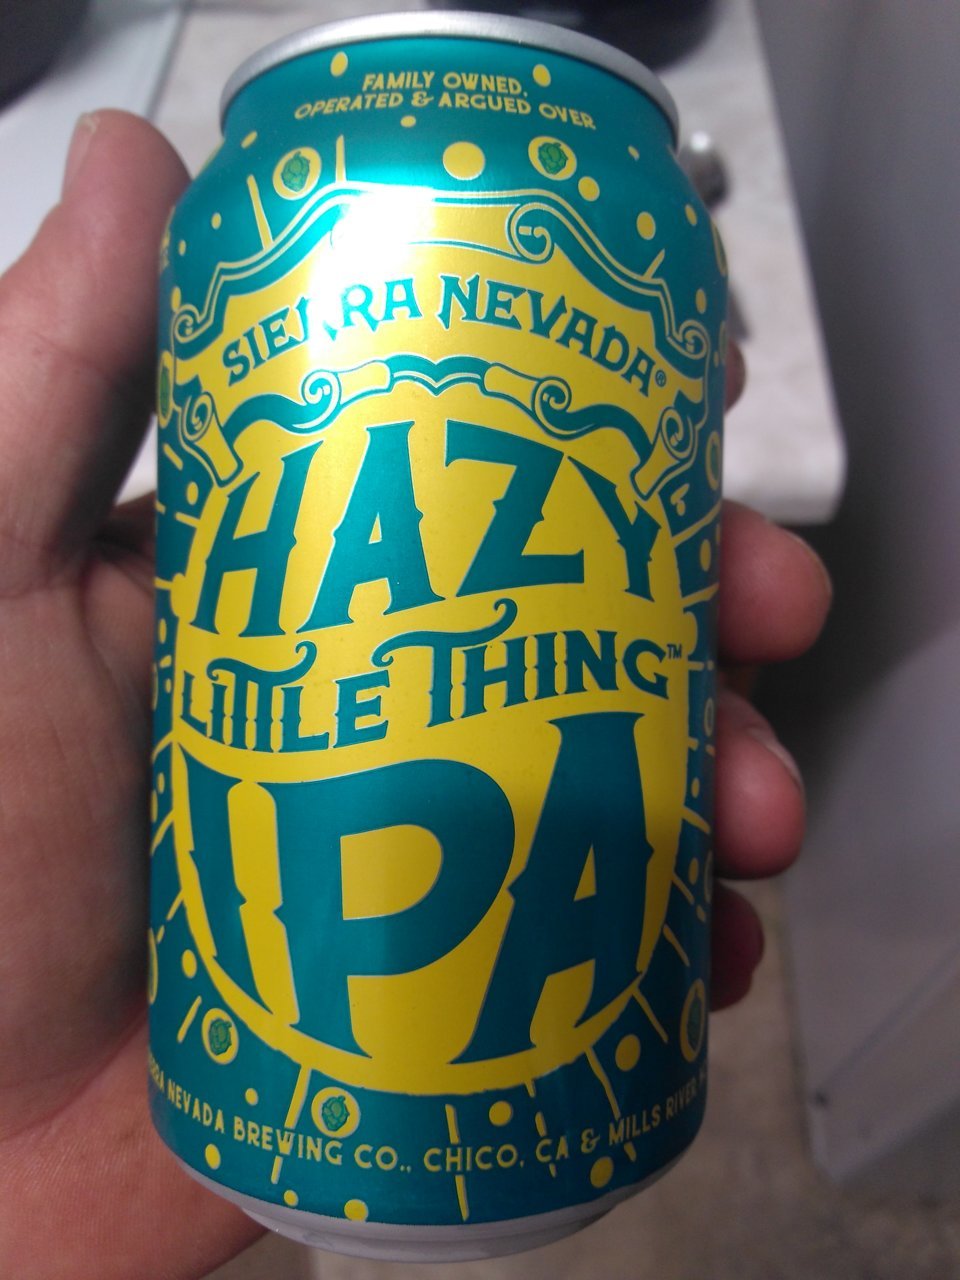 FAMILY OWNED,
OPERATED & ARGUED OVER
SIERRA NEVADA®
HAZY
LITTLE THING™
IPA
NEVADA BREWING CO., CHICO, CA & MILLS RIVER